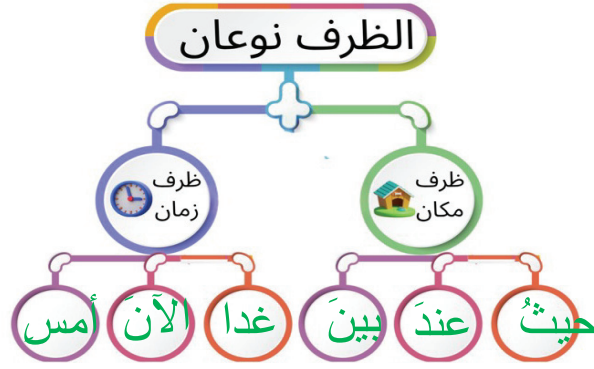 الظرف نوعان
ظرف مكان
ظرف زمان
حيثُ
عندَ
بينَ
غدا
الآنَ
أمسِ